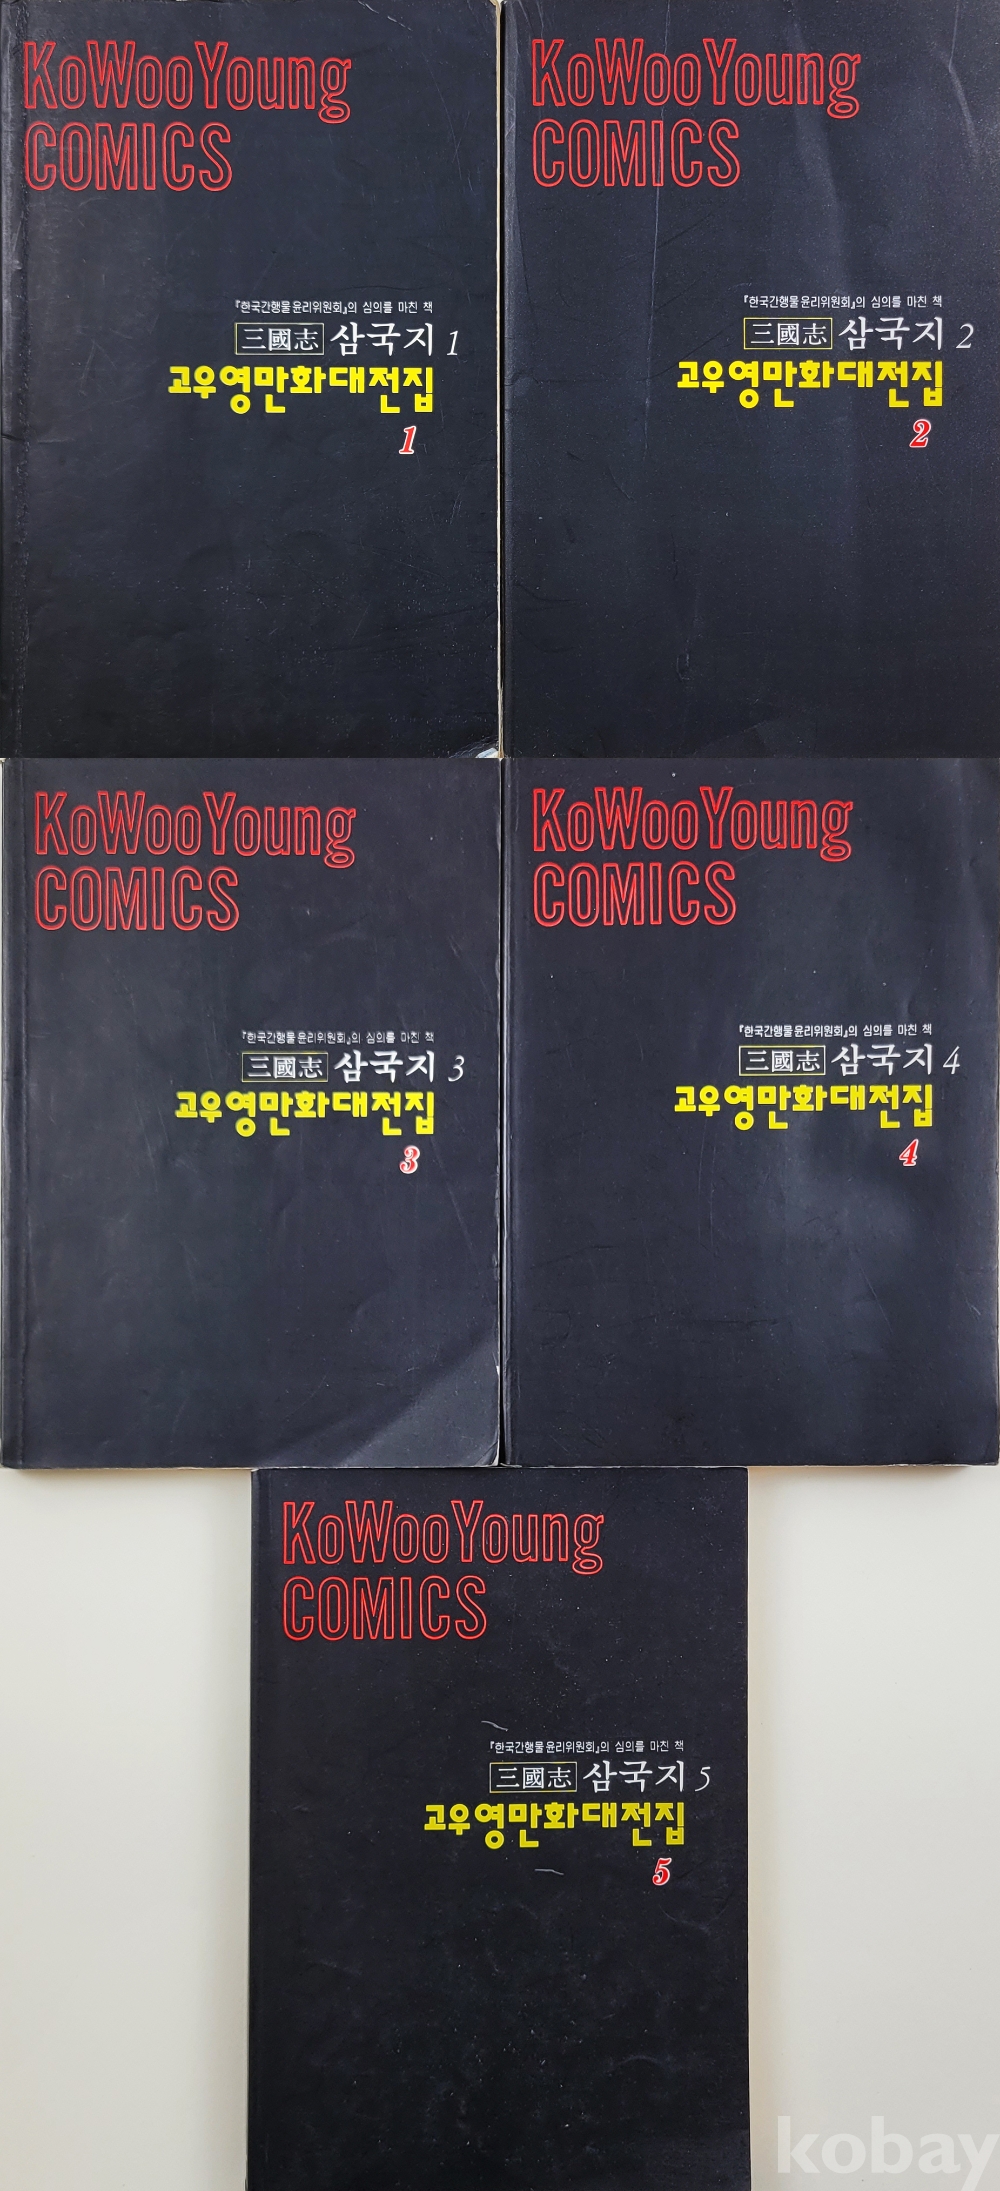 KoWooYoung
COMICS
『한국간행물윤리위원회』의 심의를 마친 책
三國志 삼국지 1
고우영만화대전집
1
KoWooYoung
COMICS
『한국간행물윤리위원회』의 심의를 마친 책
三國志 삼국지 2
고우영만화대전집
2
KoWooYoung
COMICS
『한국간행물윤리위원회』의 심의를 마친 책
三國志 삼국지 3
고우영만화대전집
3
KoWooYoung
COMICS
『한국간행물윤리위원회』의 심의를 마친 책
三國志 삼국지 4
고우영만화대전집
4
KoWooYoung
COMICS
『한국간행물윤리위원회』의 심의를 마친 책
三國志 삼국지 5
고우영만화대전집
5
kobay